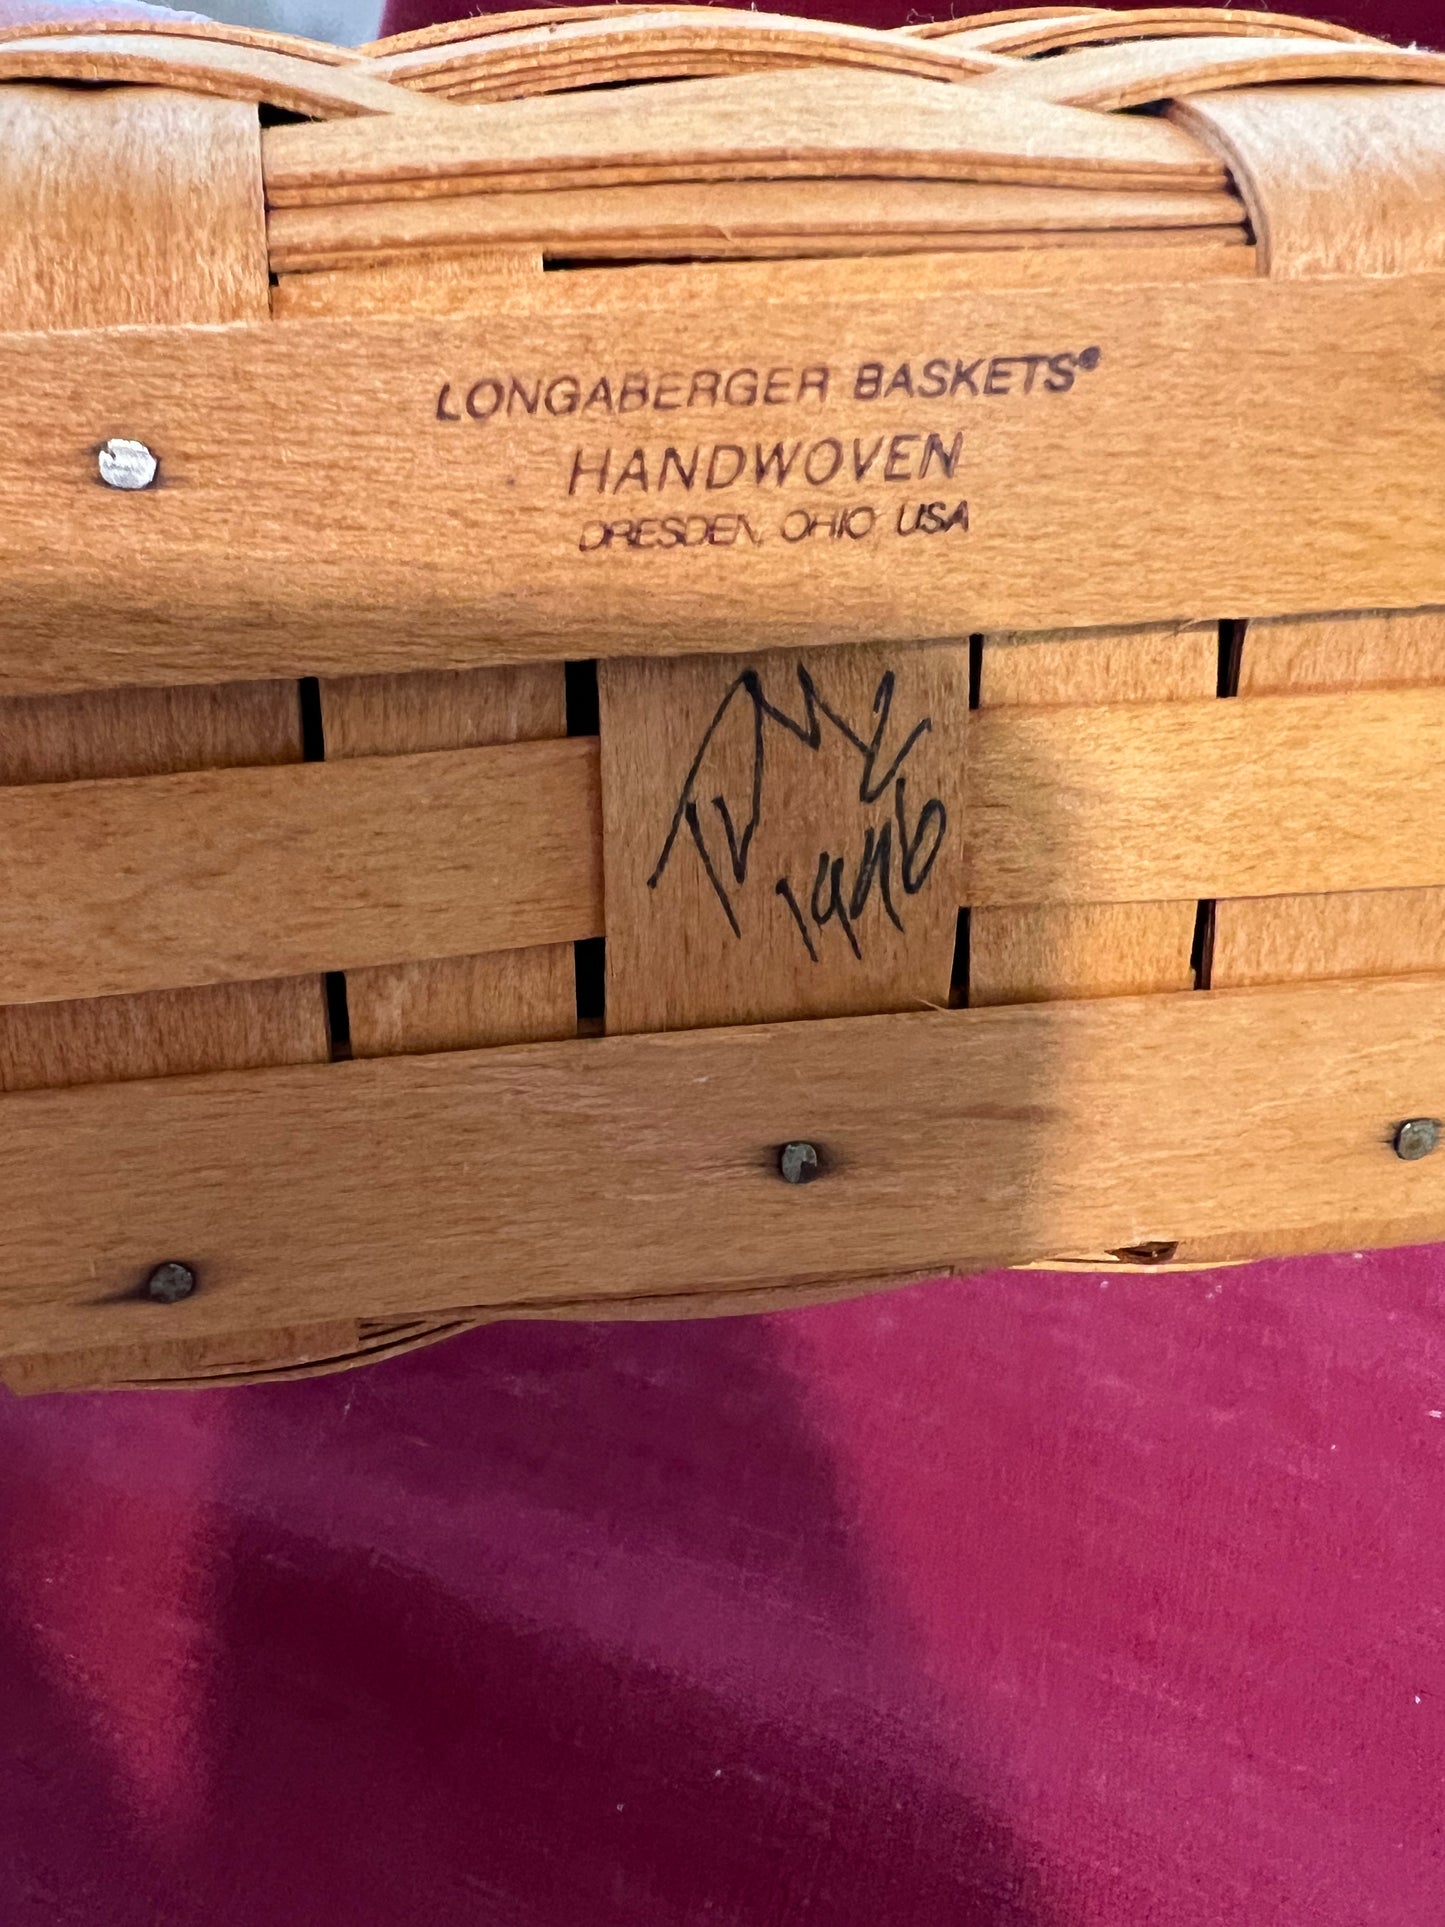 LONGABERGER BASKETS®
HANDWOVEN
DRESDEN, OHIO USA
1996